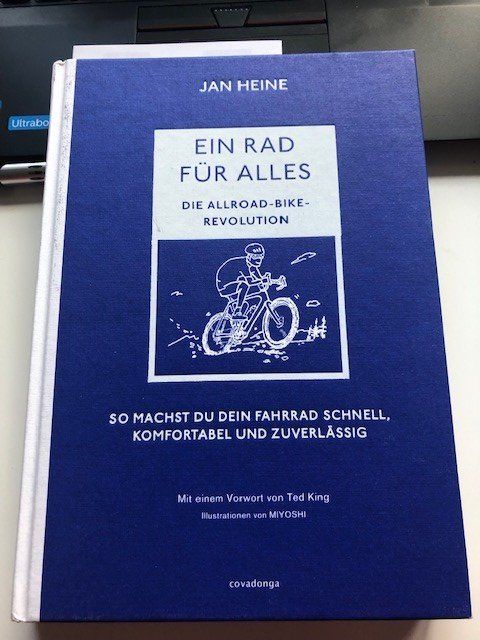 JAN HEINE
EIN RAD
FÜR ALLES
DIE ALLROAD-BIKE-
REVOLUTION
SO MACHST DU DEIN FAHRRAD SCHNELL,
KOMFORTABEL UND ZUVERLÄSSIG
Mit einem Vorwort von Ted King
Illustrationen von MIYOSHI
covadonga
Ultrabo